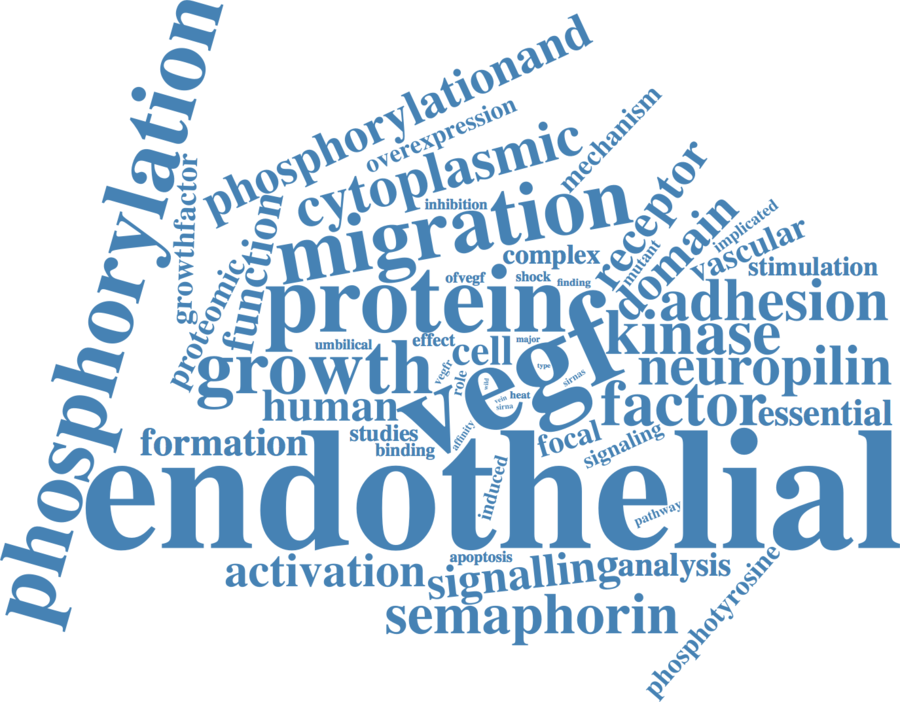 phosphorylation
phosphorylationand
overexpression
mechanism
cytoplasmic
growthfactor
inhibition
migration
receptor
function
proteomic
complex
implicated
mutant
domain
vascular
stimulation
ofvegf
shock
finding
protein
adhesion
umbilical
effect
major
vegf
kinase
cell
type
growth
vegfr
role
wild
sirnas
neuropilin
human
vein
heat
sirna
factor
essential
formation
studies
binding
affinity
focal
signaling
endothelial
induced
pathway
activation
apoptosis
signalling
analysis
semaphorin
phosphotyrosine